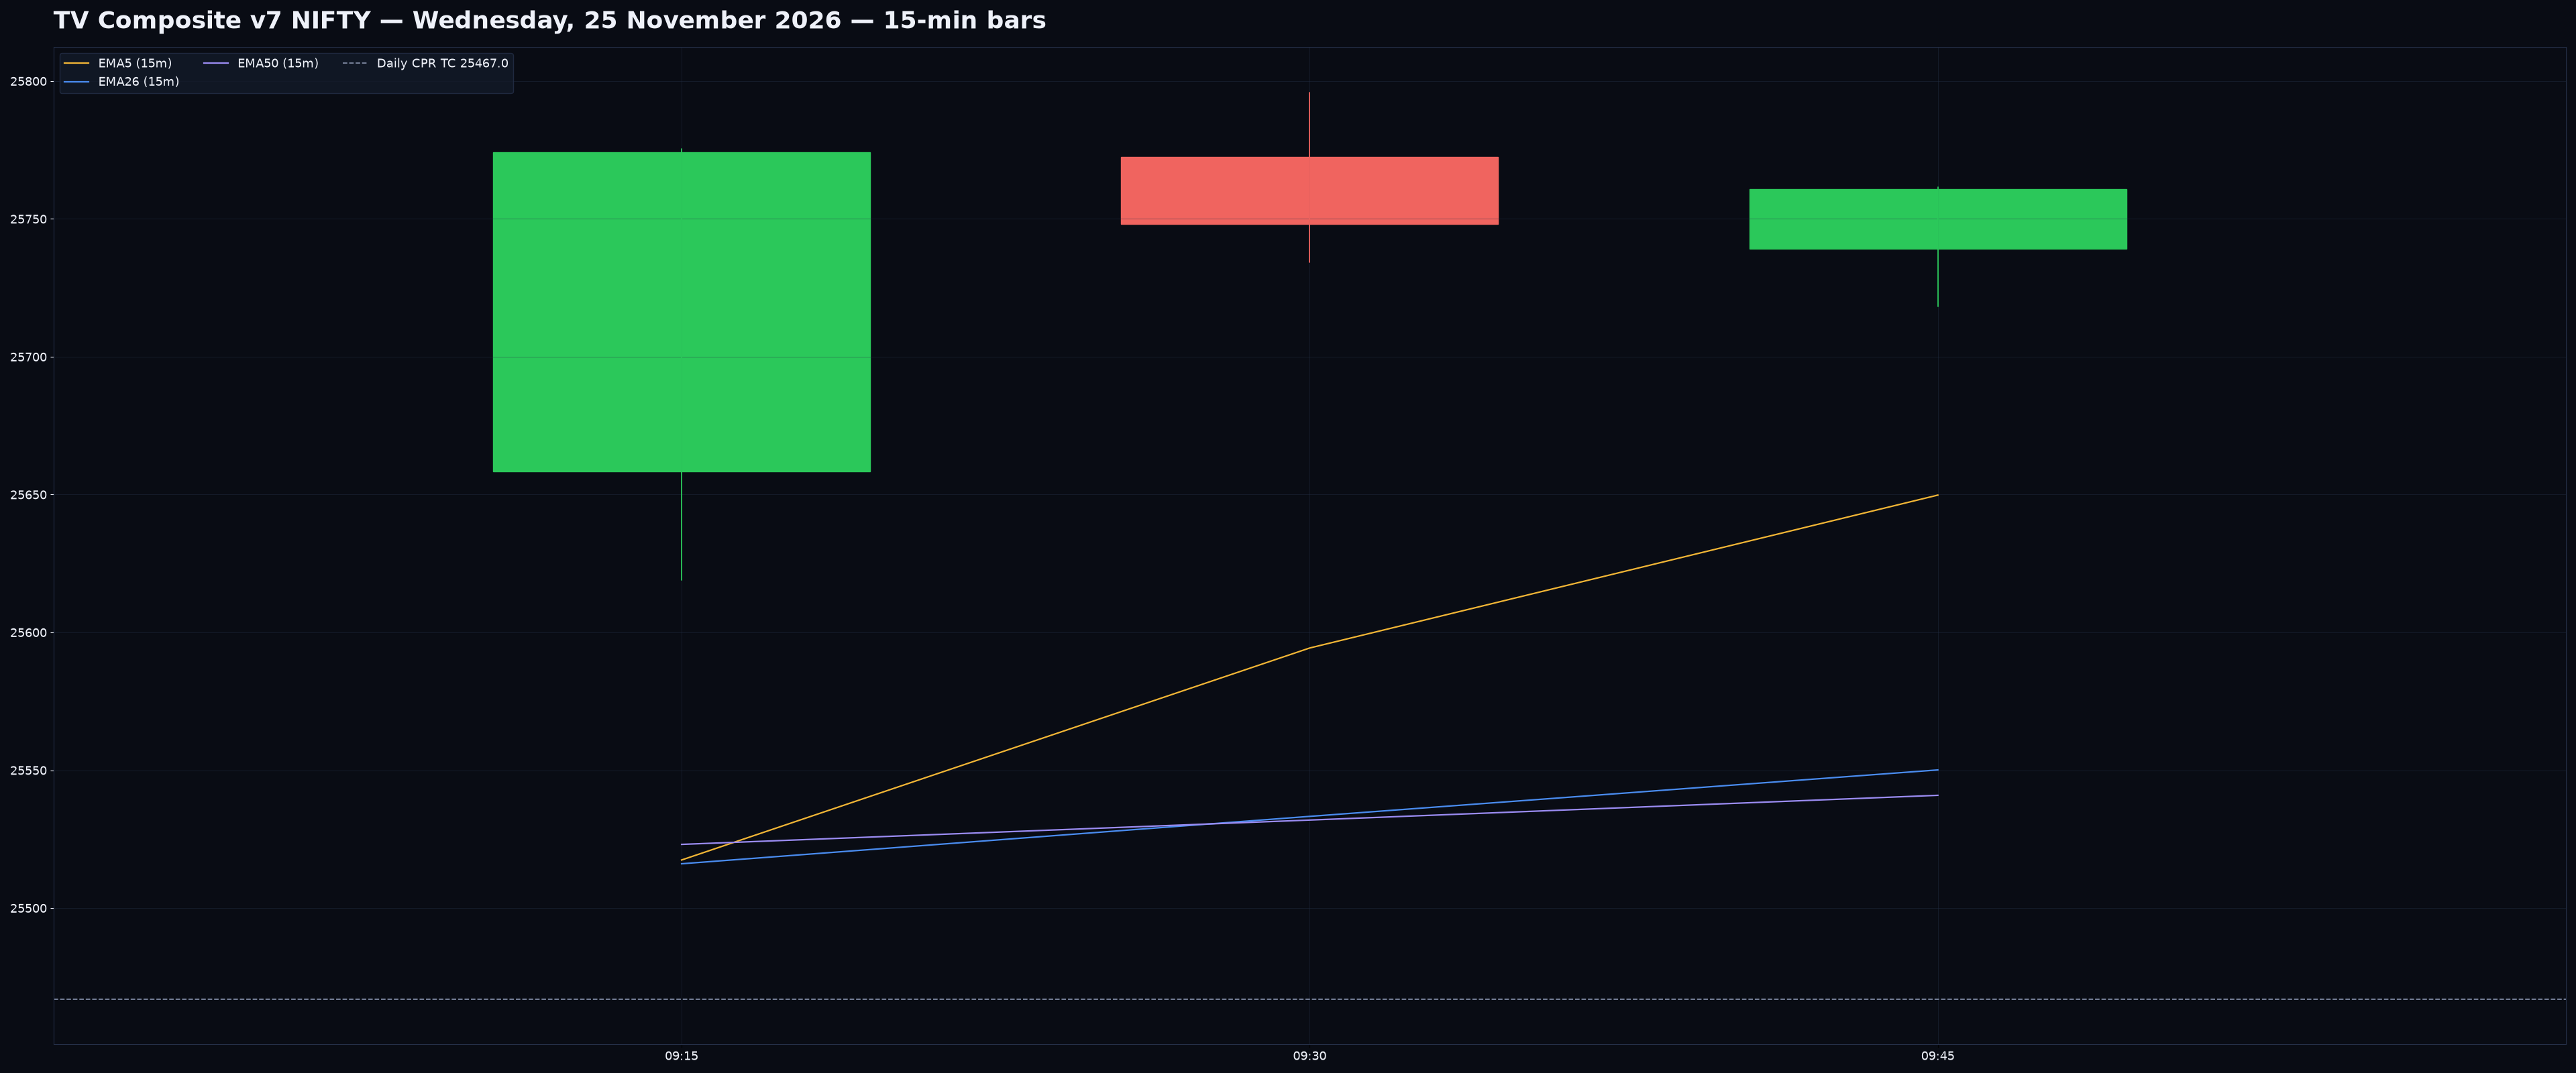 TV Composite v7 NIFTY — Wednesday, 25 November 2026 — 15-min bars
EMA5 (15m) EMA50 (15m) Daily CPR TC 25467.0
EMA26 (15m)
25800
25750
25700
25650
25600
25550
25500
09:15 09:30 09:45